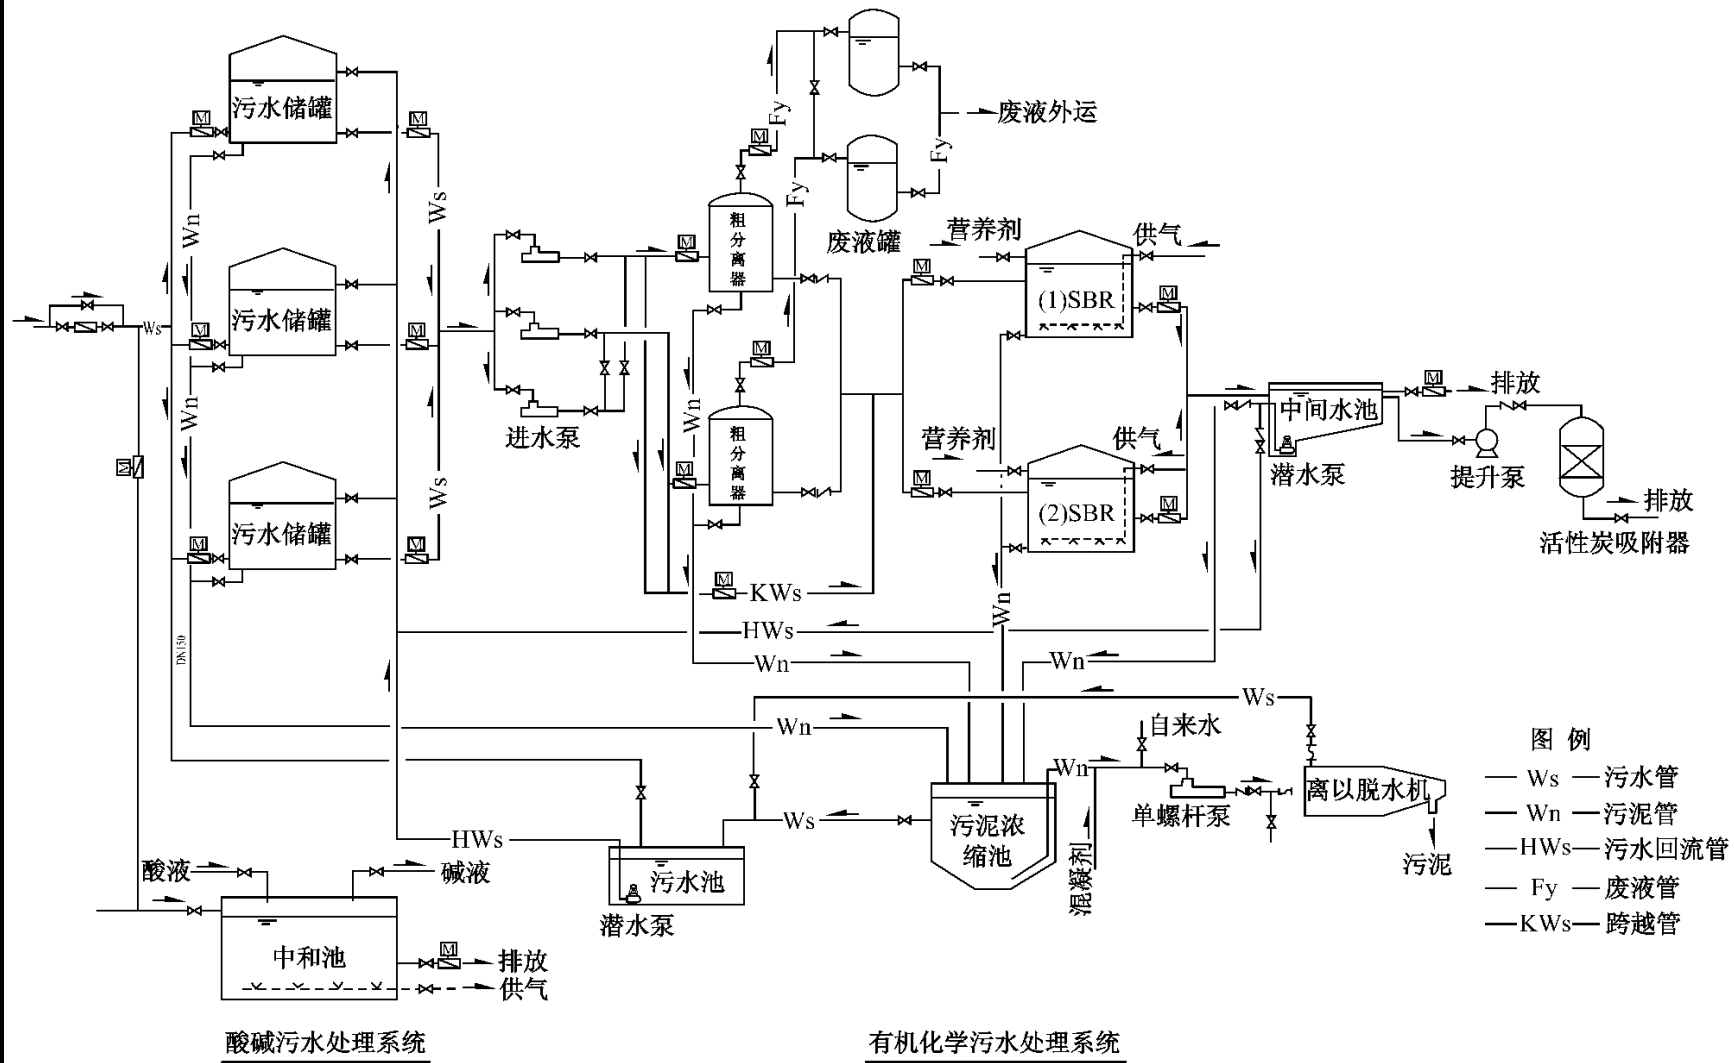 污水储罐
M
M
Fy
废液外运
Fy
M
Ws
Wn
废液罐
Fy
粗分离器
M
营养剂
供气
M
(1)SBR
M
污水储罐
Ws
M
M
进水泵
M
Wn
Wn
粗分离器
M
营养剂
供气
M
(2)SBR
M
中间水池
M
排放
潜水泵
提升泵
排放
活性炭吸附器
M
Ws
污水储罐
M
M
M
KWs
Wn
DN150
HWs
Wn
Wn
Ws
Wn
自来水
Wn
离以脱水机
单螺杆泵
污泥
混凝剂
Ws
污泥浓
缩池
HWs
污水池
潜水泵
酸液
碱液
中和池
M
排放
供气
图 例
Ws 污水管
Wn 污泥管
HWs 污水回流管
Fy 废液管
KWs 跨越管
酸碱污水处理系统
有机化学污水处理系统